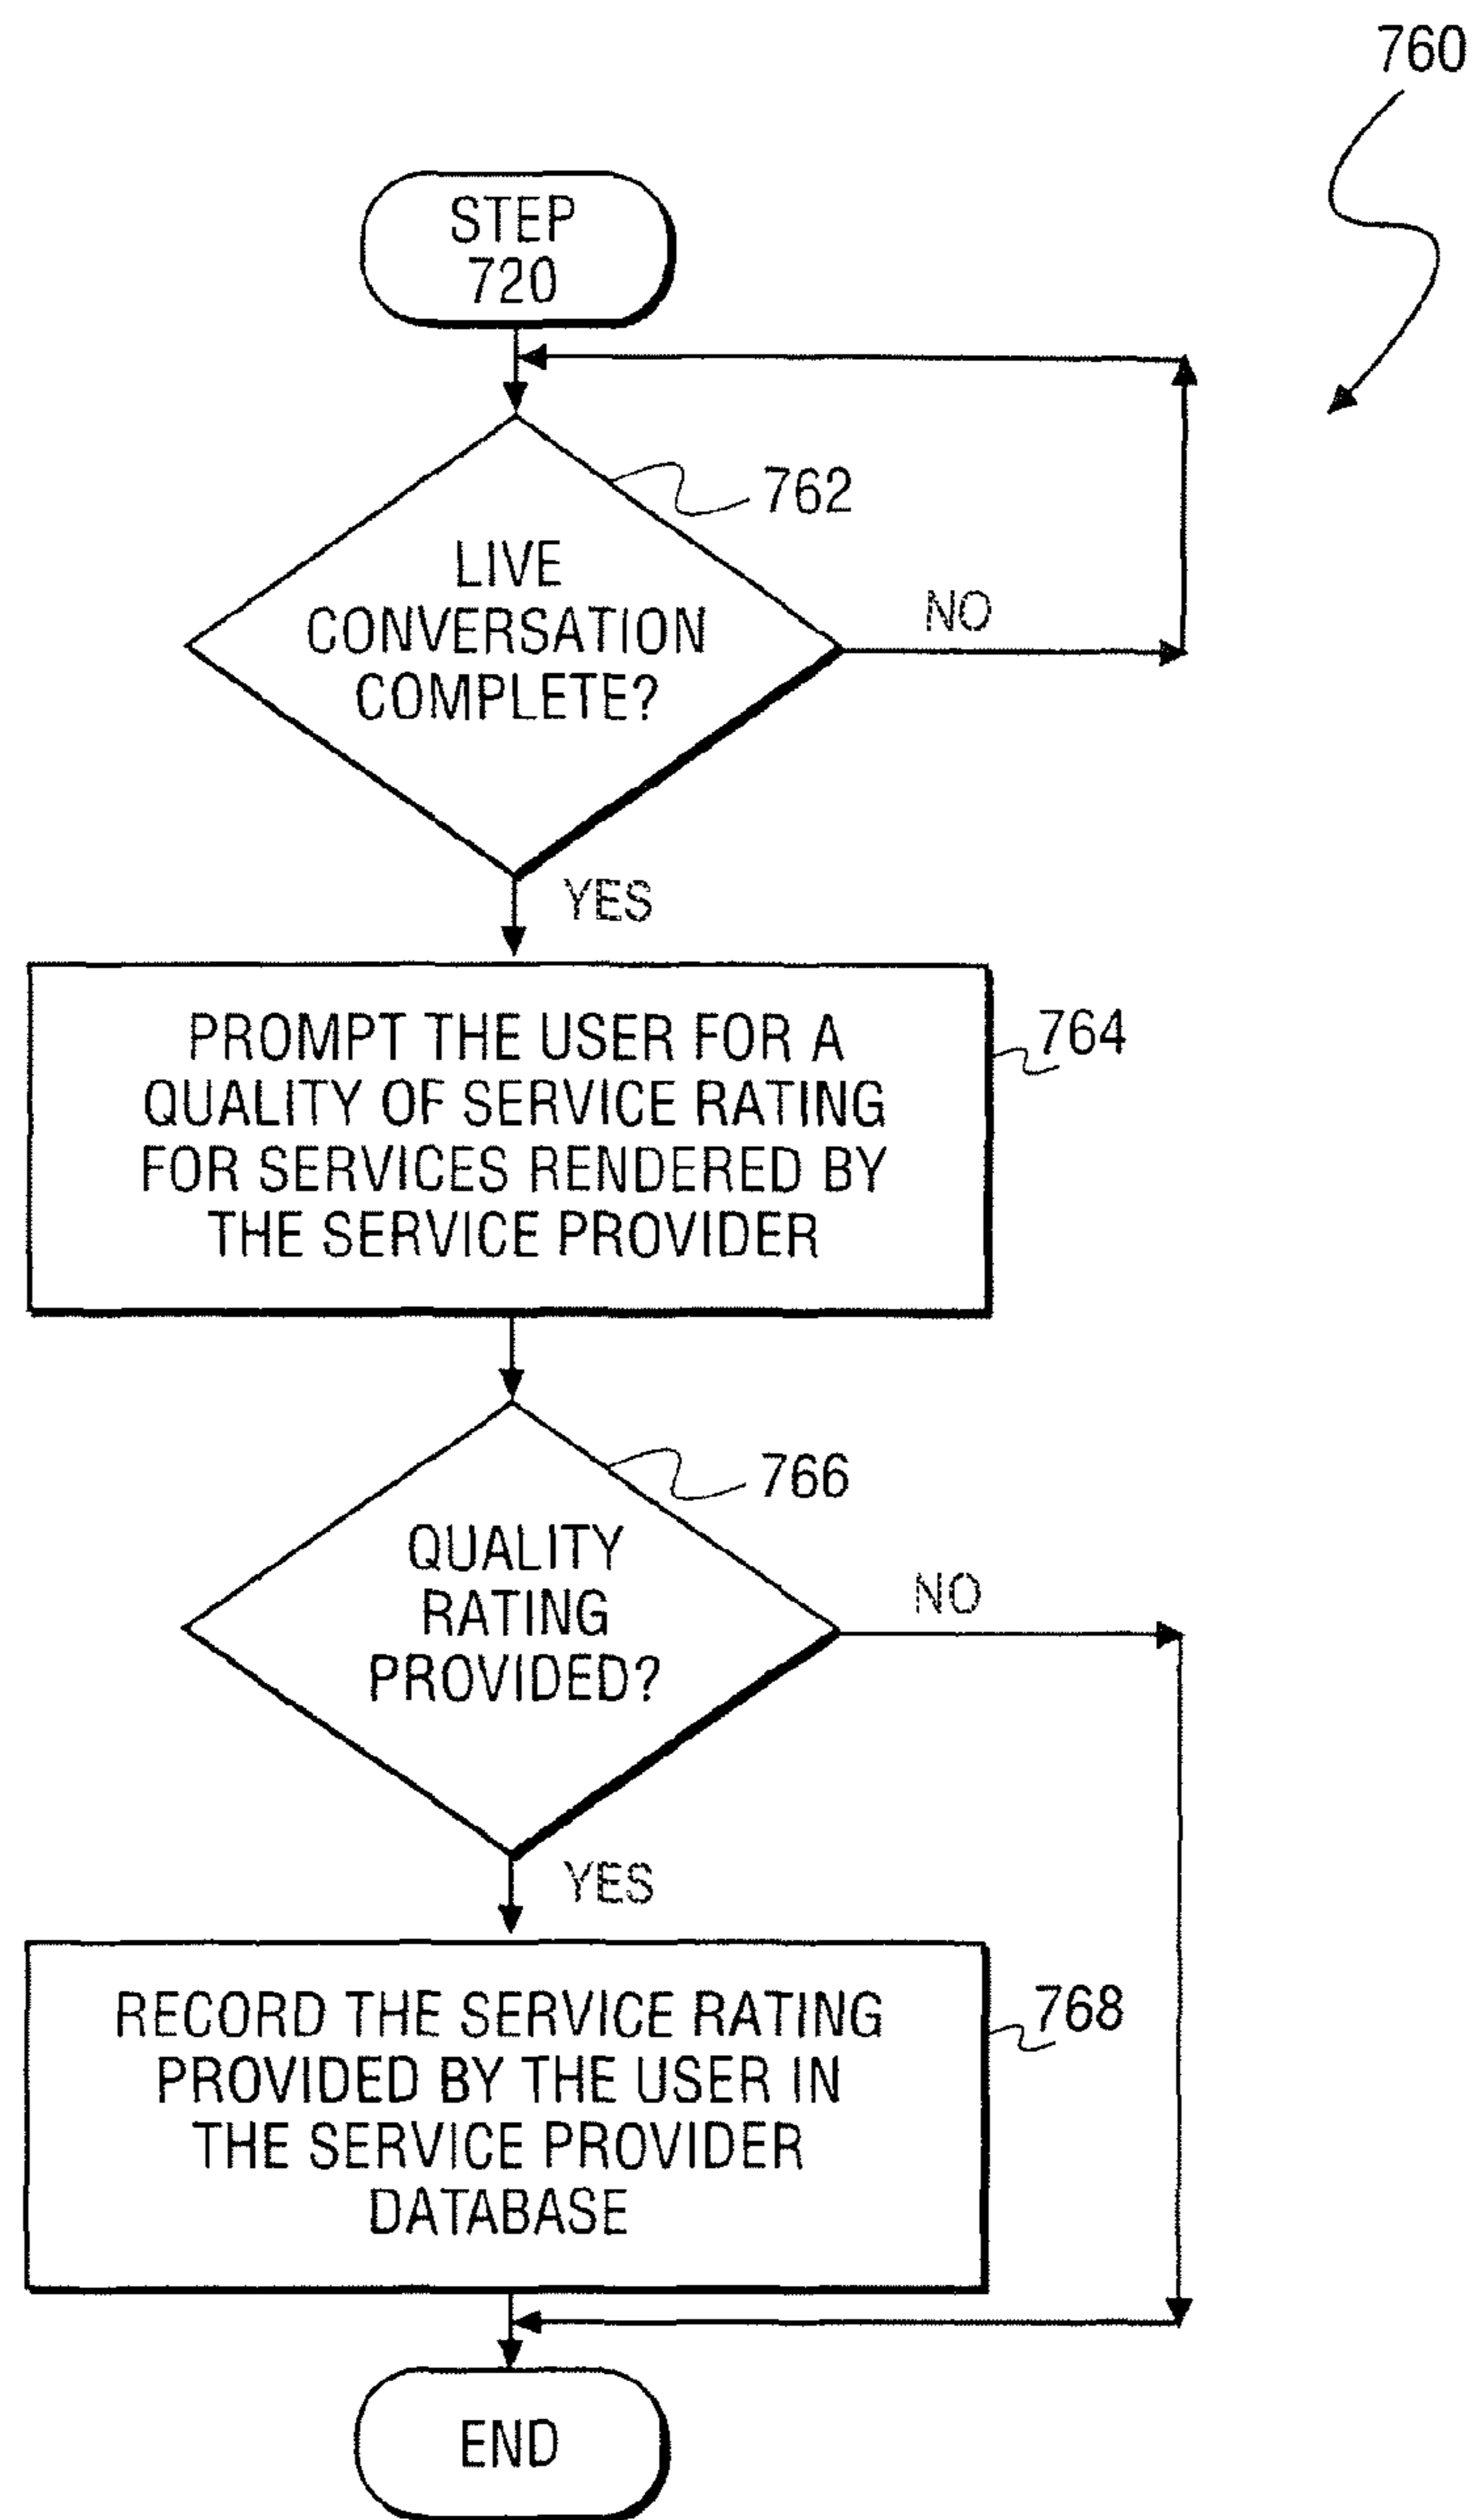 760
STEP
720
762
LIVE
CONVERSATION
COMPLETE?
NO
YES
PROMPT THE USER FOR A
QUALITY OF SERVICE RATING
FOR SERVICES RENDERED BY
THE SERVICE PROVIDER
764
766
QUALITY
RATING
PROVIDED?
NO
YES
RECORD THE SERVICE RATING
PROVIDED BY THE USER IN
THE SERVICE PROVIDER
DATABASE
768
END